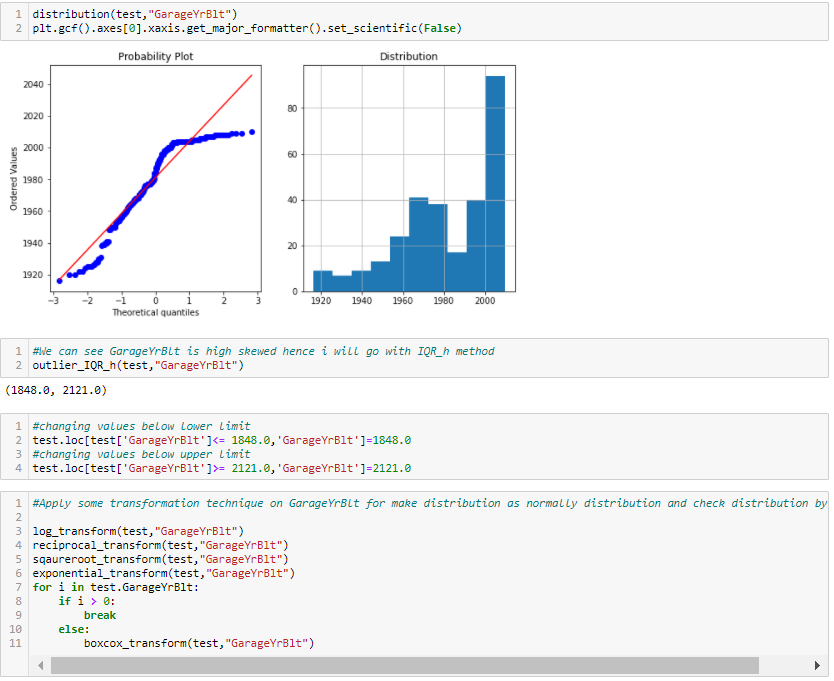 1 distribution(test,"GarageYrBlt")
2 plt.gcf().axes[0].xaxis.get_major_formatter().set_scientific(False)
Probability Plot
Distribution
2040
2020
2000
1980
1960
1940
1920
Ordered Values
−3 −2 −1 0 1 2 3
Theoretical quantiles
80
60
40
20
0
1920 1940 1960 1980 2000
1 #We can see GarageYrBlt is high skewed hence i will go with IQR_h method
2 outlier_IQR_h(test,"GarageYrBlt")
(1848.0, 2121.0)
1 #changing values below lower limit
2 test.loc[test['GarageYrBlt']<= 1848.0,'GarageYrBlt']=1848.0
3 #changing values below upper limit
4 test.loc[test['GarageYrBlt']>= 2121.0,'GarageYrBlt']=2121.0
1 #Apply some transformation technique on GarageYrBlt for make distribution as normally distribution and check distribution by
2
3 log_transform(test,"GarageYrBlt")
4 reciprocal_transform(test,"GarageYrBlt")
5 sqaureroot_transform(test,"GarageYrBlt")
6 exponential_transform(test,"GarageYrBlt")
7 for i in test.GarageYrBlt:
8 if i > 0:
9 break
10 else:
11 boxcox_transform(test,"GarageYrBlt")